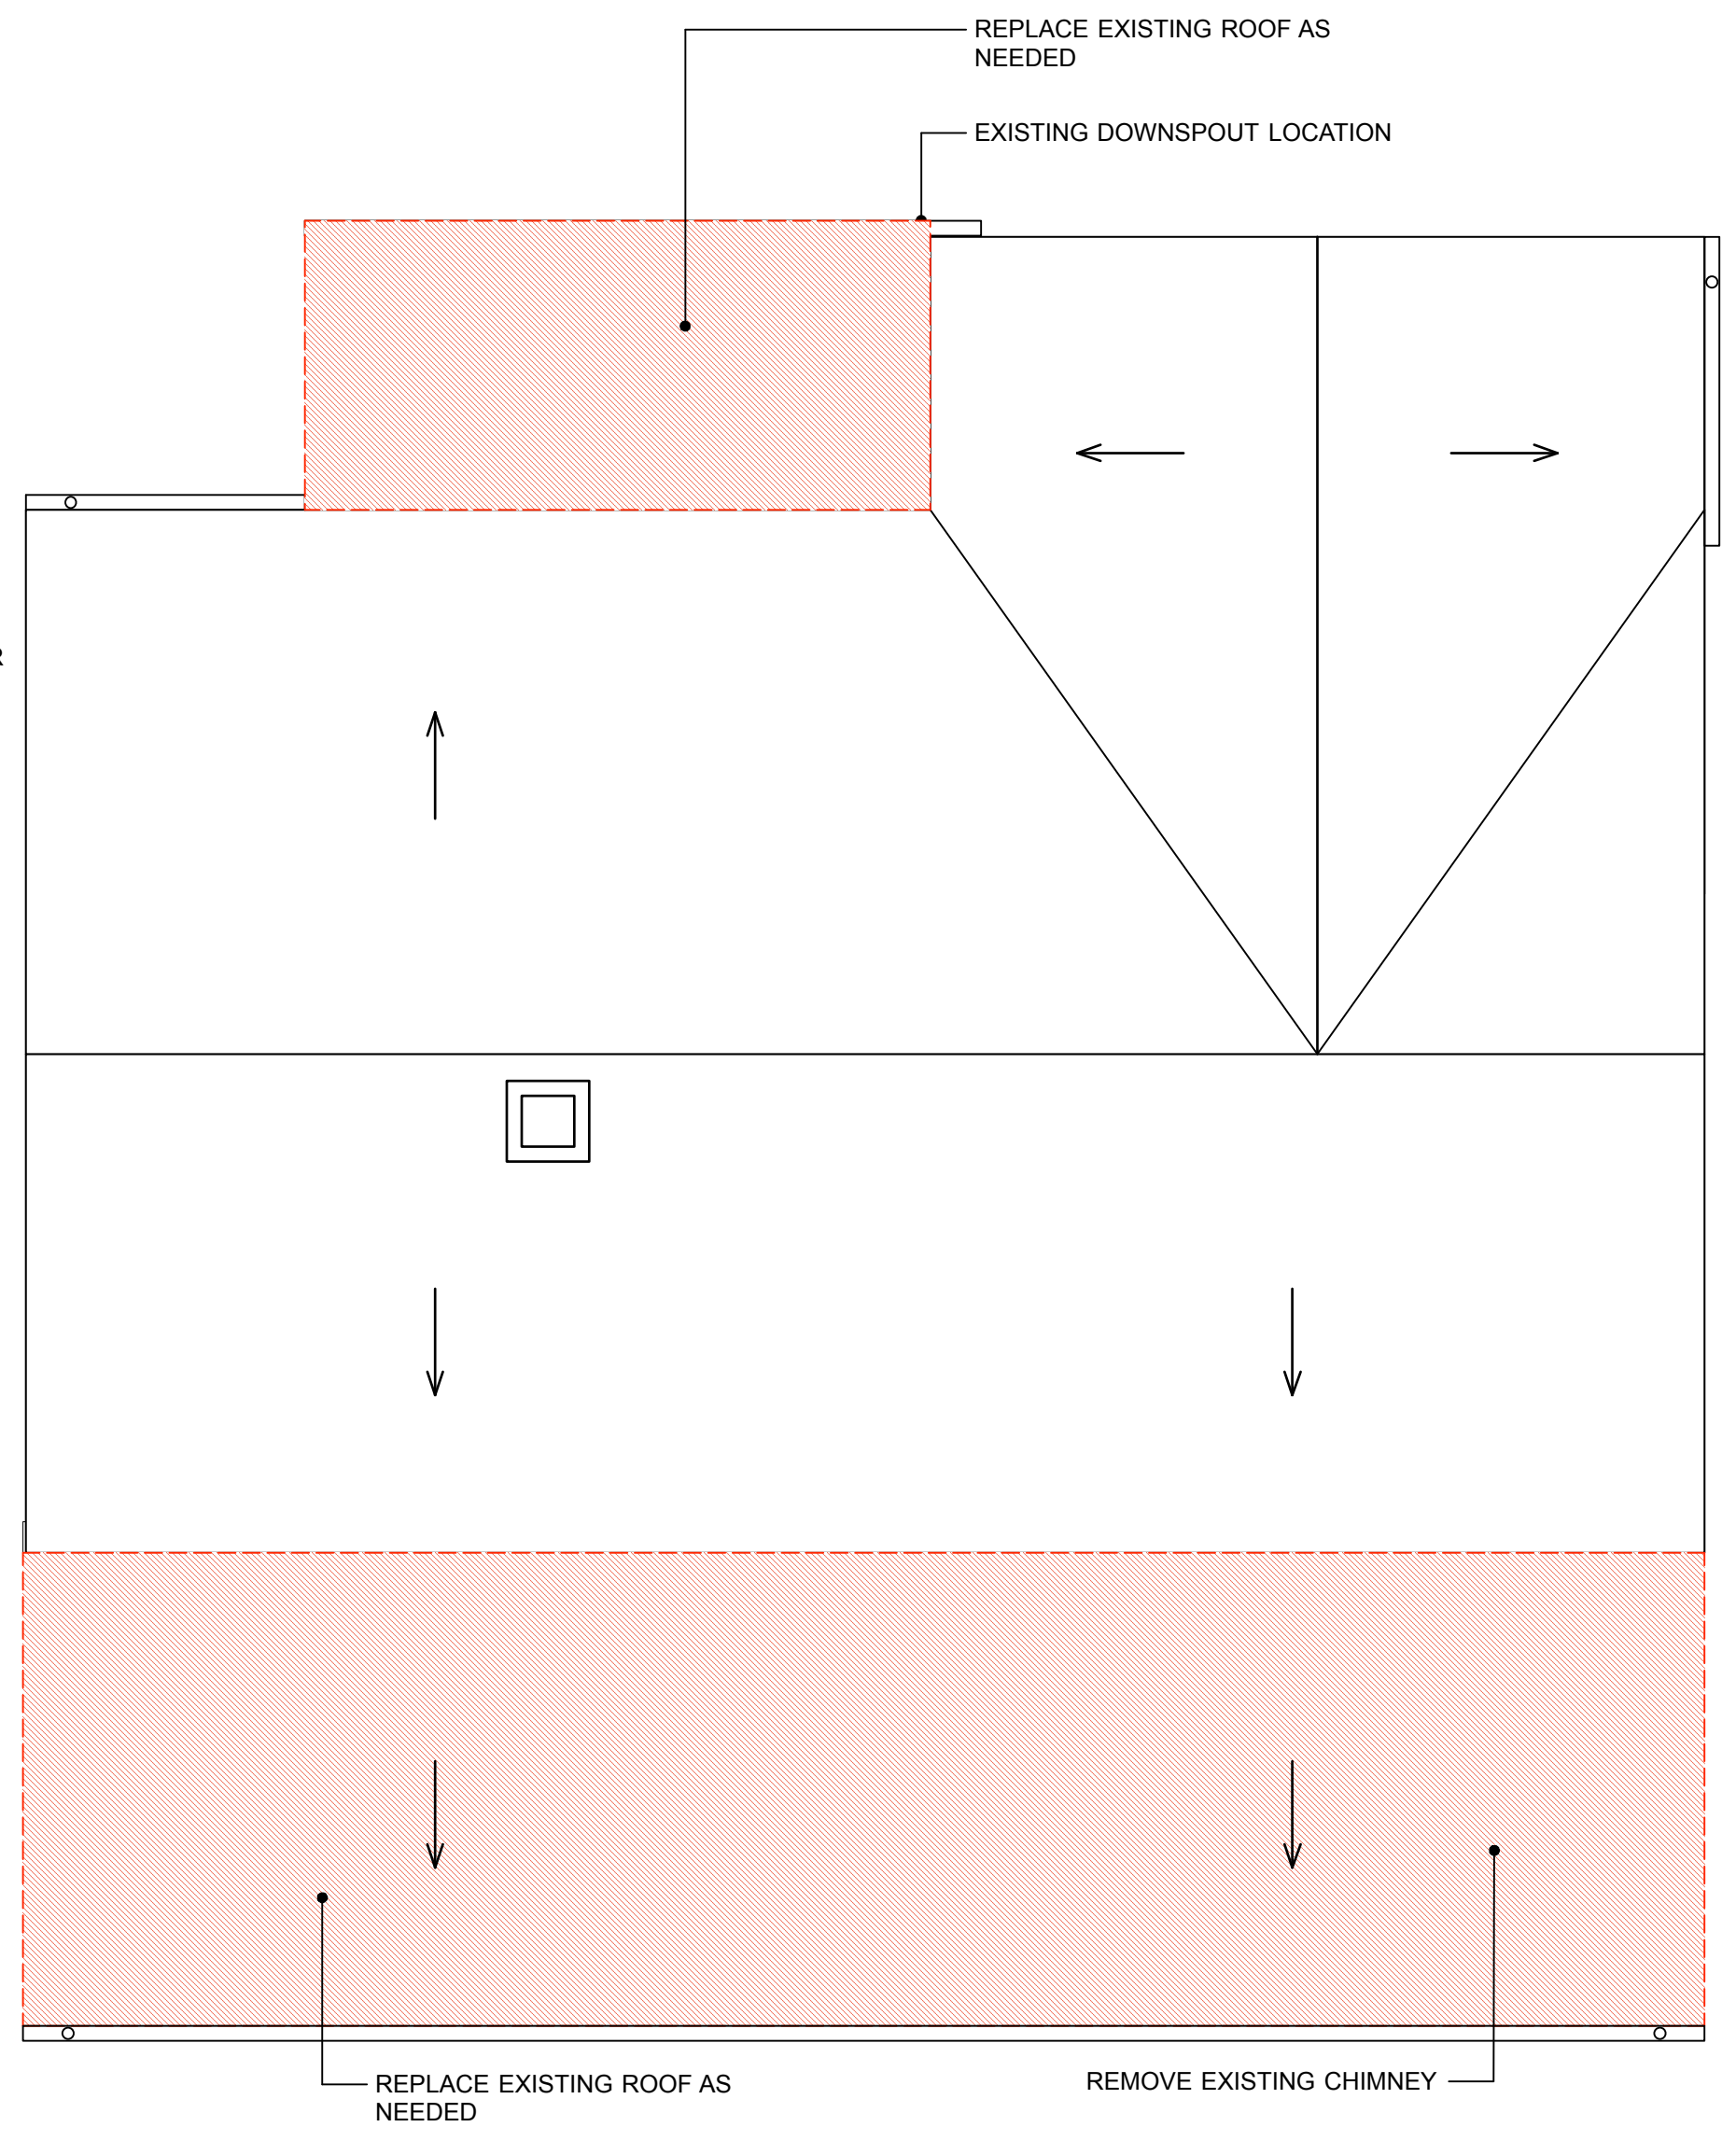 REPLACE EXISTING ROOF AS
NEEDED
EXISTING DOWNSPOUT LOCATION
REPLACE EXISTING ROOF AS
NEEDED
REMOVE EXISTING CHIMNEY